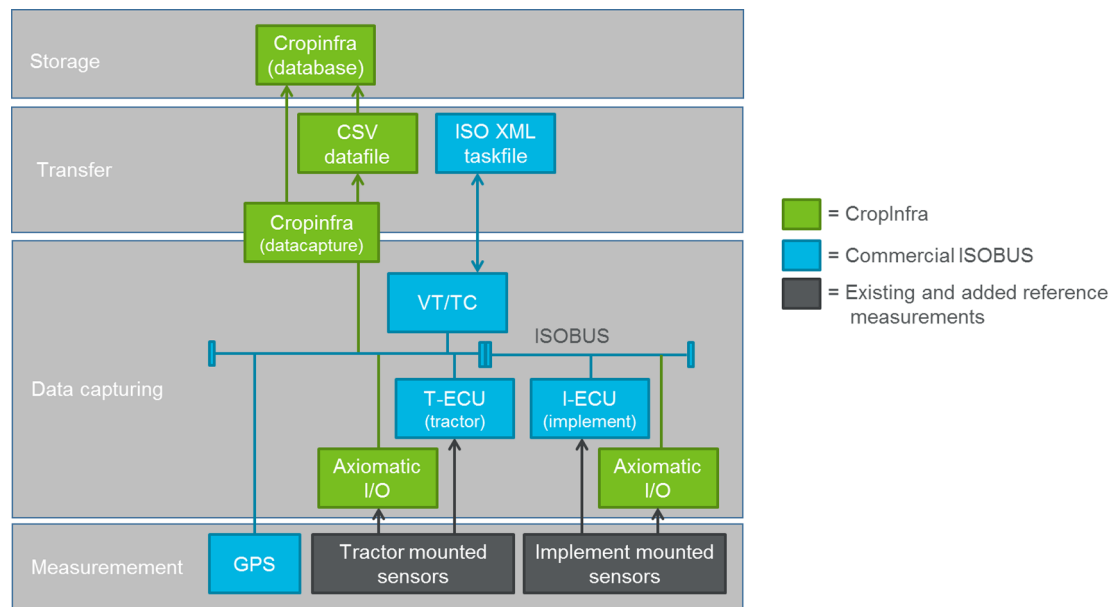 Storage
Cropinfra
(database)
Transfer
CSV
datafile
ISO XML
taskfile
Cropinfra
(datacapture)
Data capturing
VT/TC
ISOBUS
T-ECU
(tractor)
I-ECU
(implement)
Axiomatic
I/O
Axiomatic
I/O
Measuremement
GPS
Tractor mounted
sensors
Implement mounted
sensors
= CropInfra
= Commercial ISOBUS
= Existing and added reference
measurements